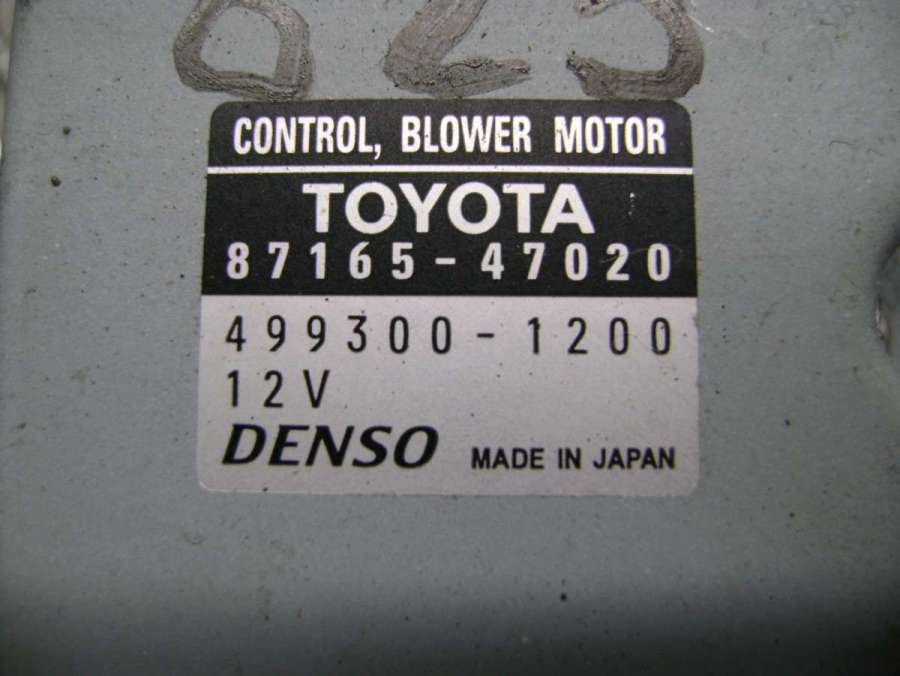 CONTROL, BLOWER MOTOR
TOYOTA
87165-47020
499300-1200
12V
DENSO MADE IN JAPAN